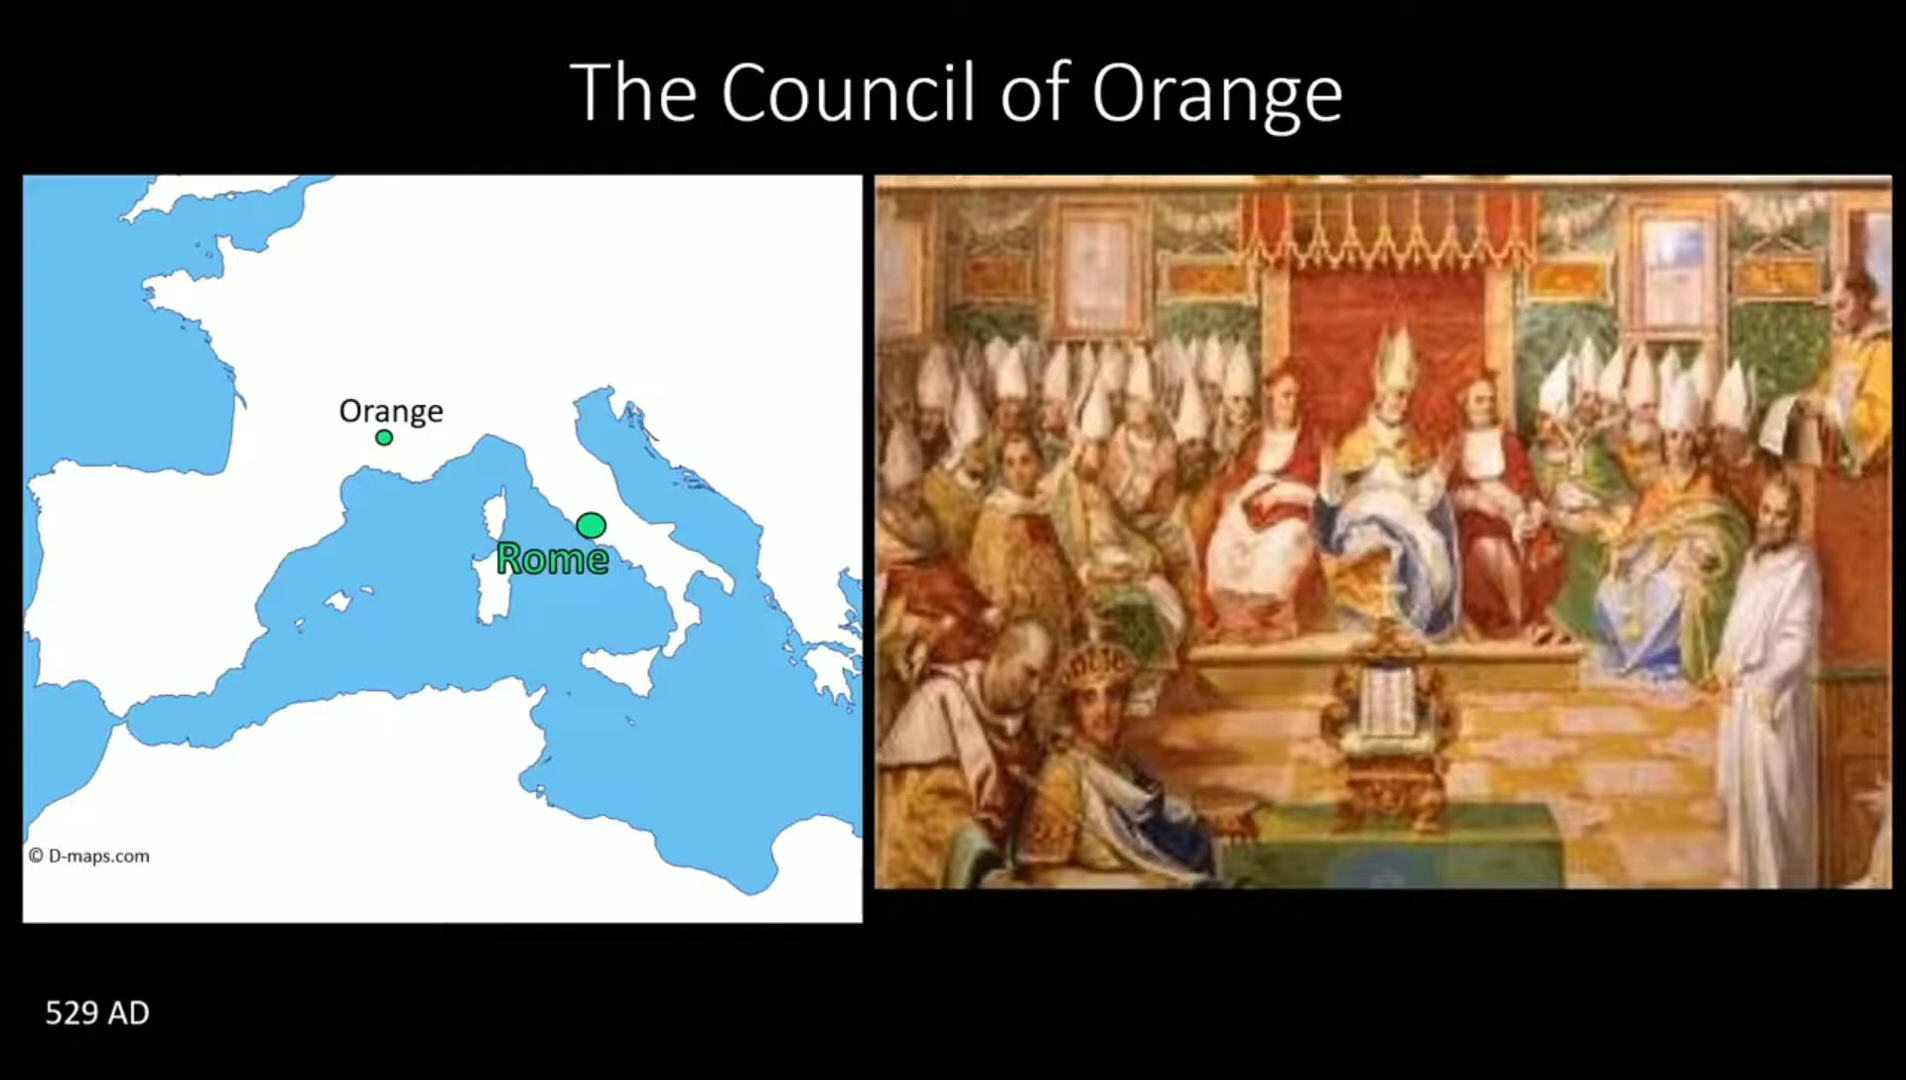 The Council of Orange
Orange
Rome
© D-maps.com
529 AD